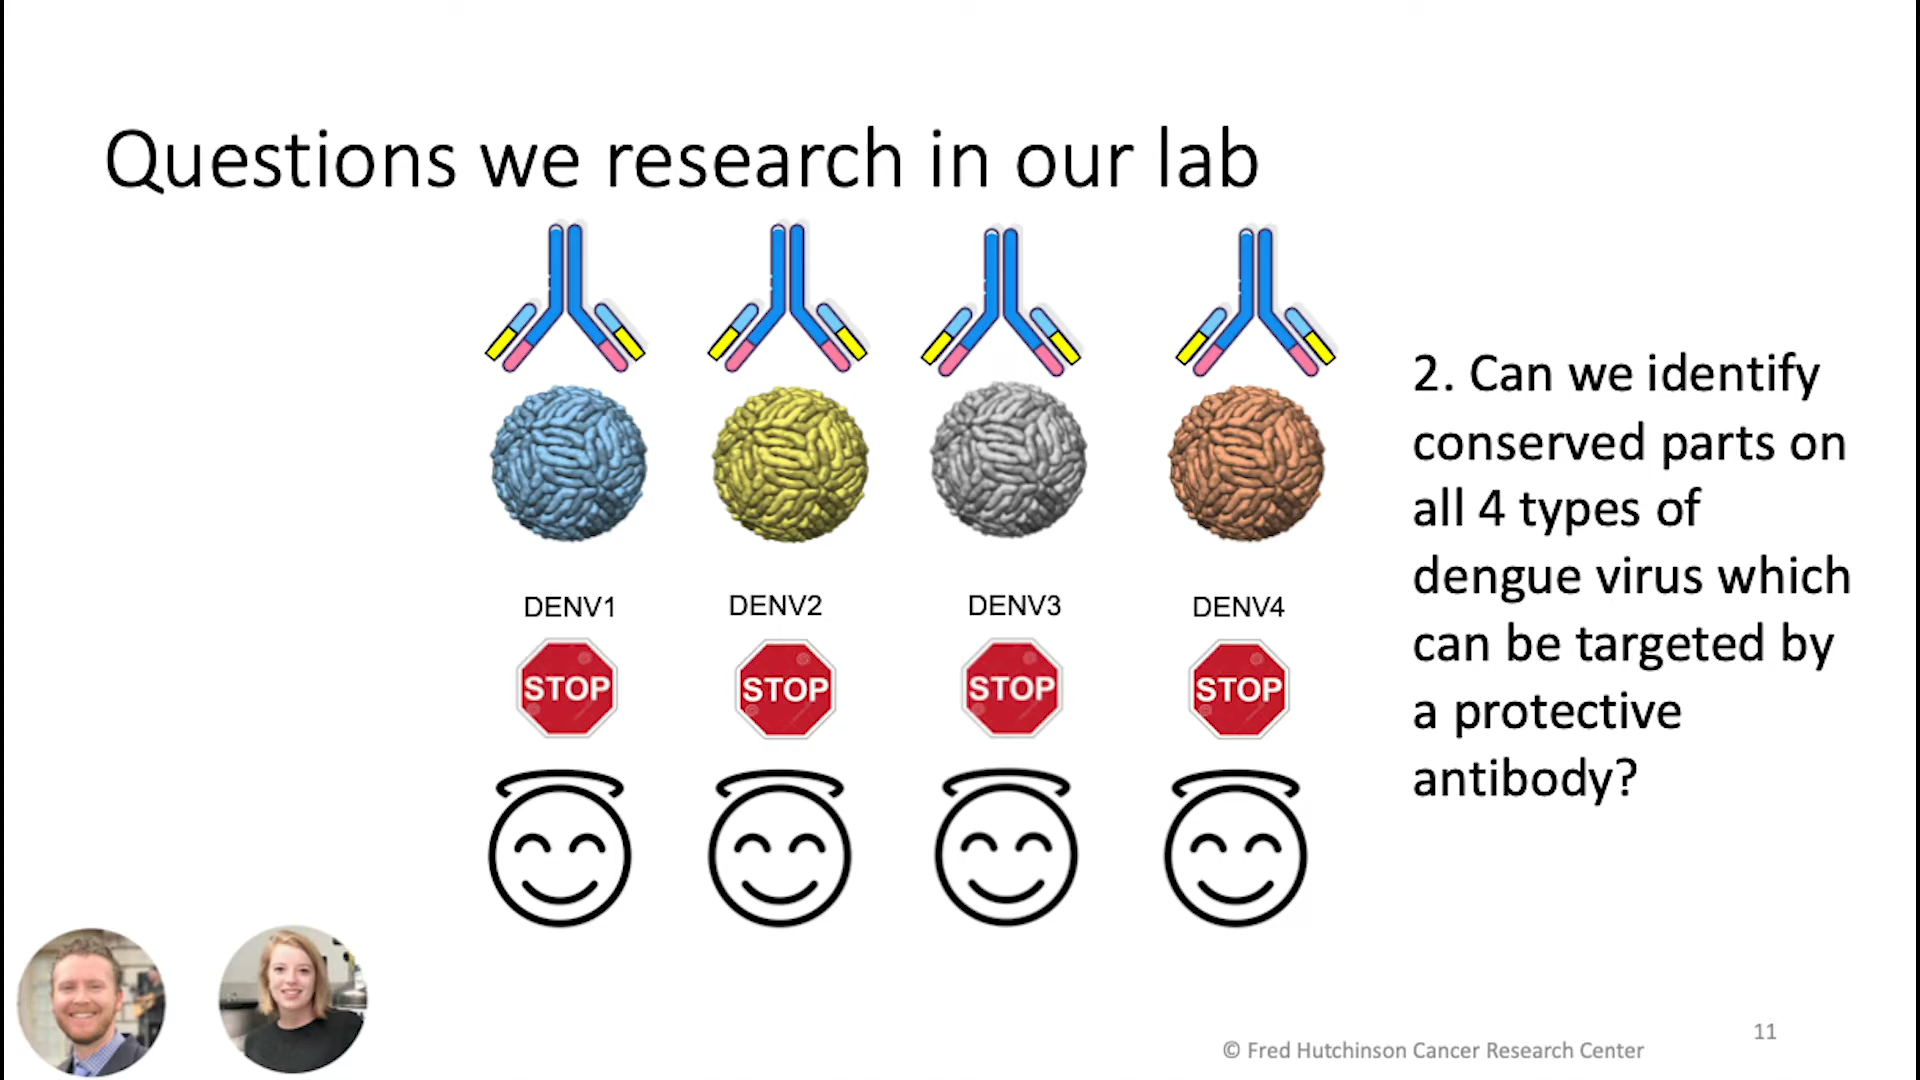 Questions we research in our lab
DENV1
DENV2
DENV3
DENV4
STOP
STOP
STOP
STOP
2. Can we identify
conserved parts on
all 4 types of
dengue virus which
can be targeted by
a protective
antibody?
11
© Fred Hutchinson Cancer Research Center